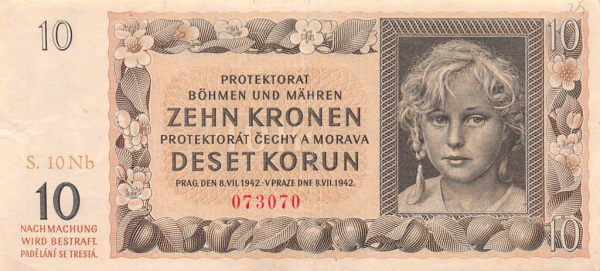 10
10
PROTEKTORAT
BÖHMEN UND MÄHREN
ZEHN KRONEN
PROTEKTORÁT ČECHY A MORAVA
DESET KORUN
PRAG, DEN 8.VII.1942.-V PRAZE DNE 8.VII.1942.
073070
S. 10 Nb
10
NACHMACHUNG
WIRD BESTRAFT.
PADĚLÁNÍ SE TRESTÁ.
10